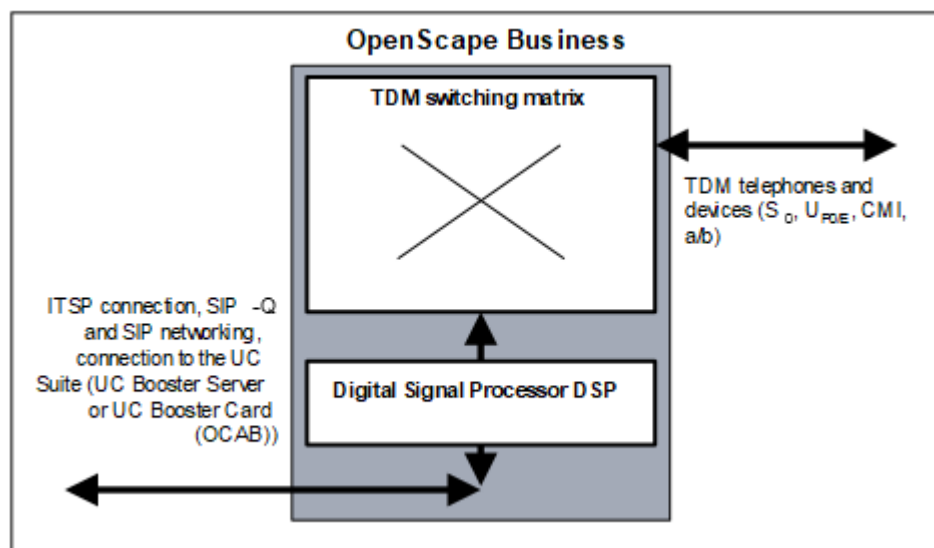 OpenScape Business
TDM switching matrix
TDM telephones and
devices (S₀, U_P0/E, CMI,
a/b)
ITSP connection, SIP -Q
and SIP networking,
connection to the UC
Suite (UC Booster Server
or UC Booster Card
(OCAB))
Digital Signal Processor DSP